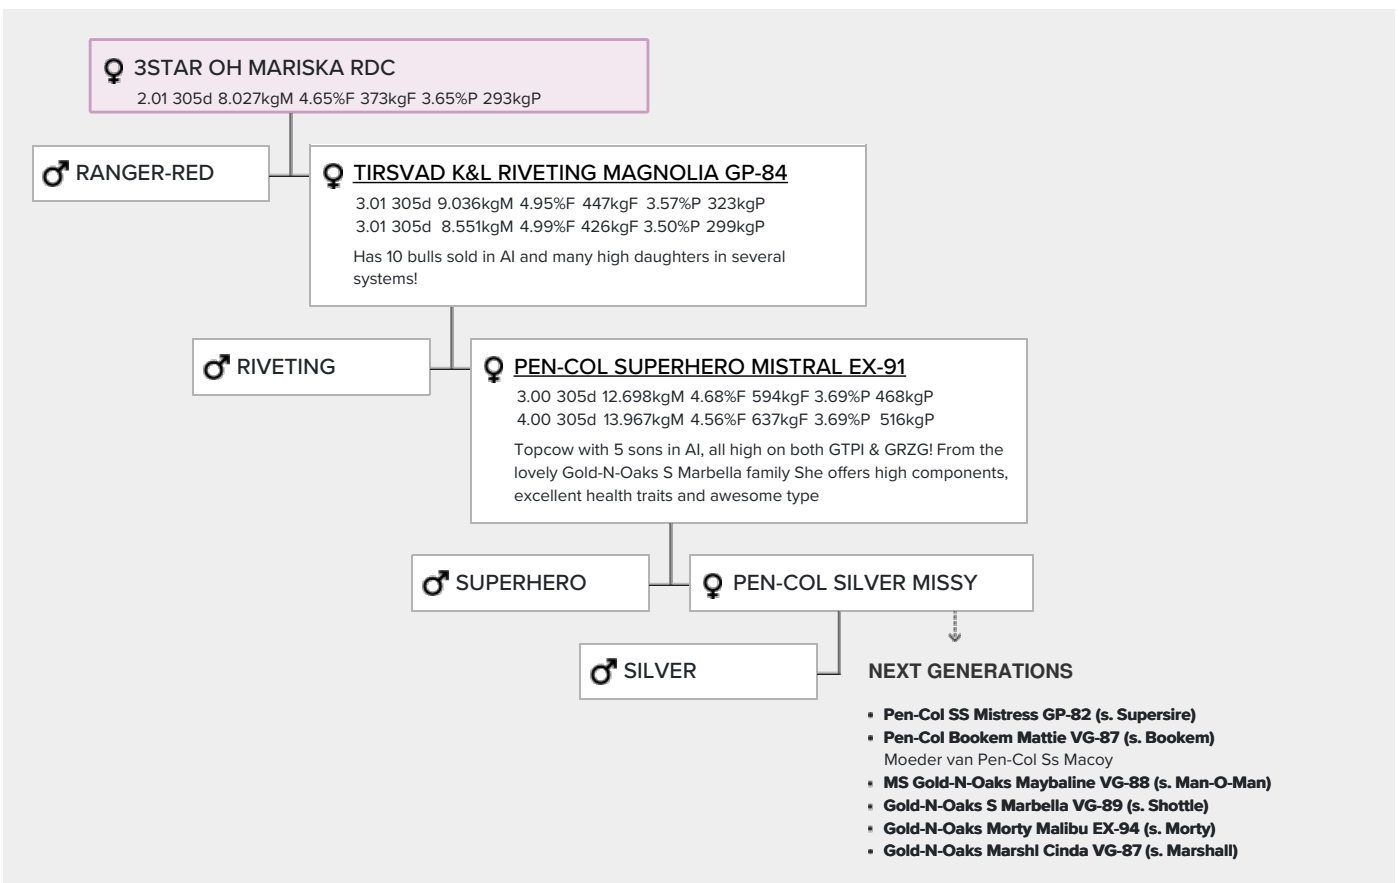 3STAR OH MARISKA RDC
2.01 305d 8.027kgM 4.65%F 373kgF 3.65%P 293kgP
RANGER-RED
TIRSVAD K&L RIVETING MAGNOLIA GP-84
3.01 305d 9.036kgM 4.95%F 447kgF 3.57%P 323kgP
3.01 305d 8.551kgM 4.99%F 426kgF 3.50%P 299kgP
Has 10 bulls sold in AI and many high daughters in several
systems!
RIVETING
PEN-COL SUPERHERO MISTRAL EX-91
3.00 305d 12.698kgM 4.68%F 594kgF 3.69%P 468kgP
4.00 305d 13.967kgM 4.56%F 637kgF 3.69%P 516kgP
Topcow with 5 sons in AI, all high on both GTPI & GRZG! From the
lovely Gold-N-Oaks S Marbella family She offers high components,
excellent health traits and awesome type
SUPERHERO
PEN-COL SILVER MISSY
SILVER
NEXT GENERATIONS
• Pen-Col SS Mistress GP-82 (s. Supersire)
• Pen-Col Bookem Mattie VG-87 (s. Bookem)
Moeder van Pen-Col Ss Macoy
• MS Gold-N-Oaks Maybaline VG-88 (s. Man-O-Man)
• Gold-N-Oaks S Marbella VG-89 (s. Shottle)
• Gold-N-Oaks Morty Malibu EX-94 (s. Morty)
• Gold-N-Oaks Marshl Cinda VG-87 (s. Marshall)